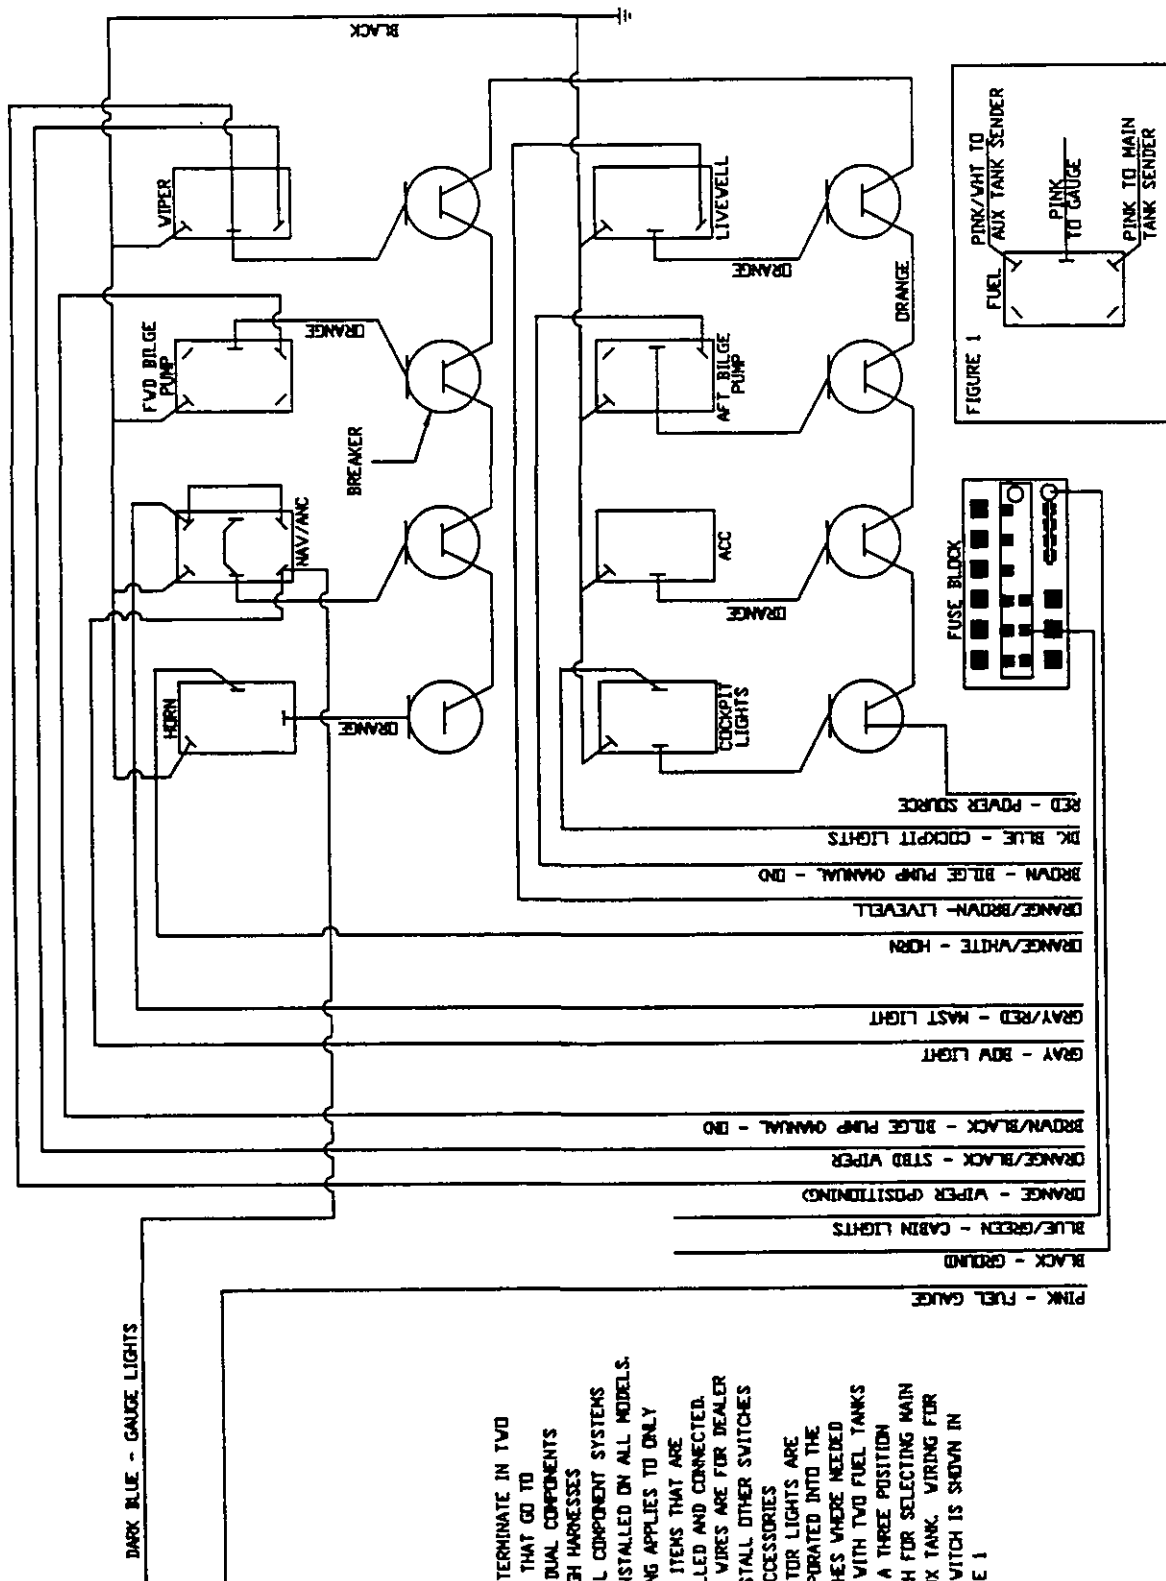 BLACK
WIPER
FWD BILGE
PUMP
NAV/ANC
HORN
ORANGE
ORANGE
BREAKER
LIVEWELL
AFT BILGE
PUMP
ACC
COCKPIT
LIGHTS
ORANGE
ORANGE
ORANGE
FIGURE 1
FUEL
PINK/WHT TO
AUX TANK SENDER
PINK
TO GAUGE
PINK TO MAIN
TANK SENDER
FUSE BLOCK
RED - POWER SOURCE
DK. BLUE - COCKPIT LIGHTS
BROWN - BILGE PUMP (MANUAL - ON)
ORANGE/BROWN- LIVEWELL
ORANGE/WHITE - HORN
GRAY/RED - MAST LIGHT
GRAY - BOW LIGHT
BROWN/BLACK - BILGE PUMP (MANUAL - ON)
ORANGE/BLACK - STBD WIPER
ORANGE - WIPER (POSITIONING)
BLUE/GREEN - CABIN LIGHTS
BLACK - GROUND
PINK - FUEL GAUGE
DARK BLUE - GAUGE LIGHTS
TERMINATE IN TWO
THAT GO TO
DUAL COMPONENTS
GH HARNESSES
L COMPONENT SYSTEMS
NSTALLED ON ALL MODELS.
NG APPLIES TO ONLY
ITEMS THAT ARE
LLED AND CONNECTED.
WIRES ARE FOR DEALER
STALL OTHER SWITCHES
CCESSORIES
TOR LIGHTS ARE
PORATED INTO THE
HES WHERE NEEDED
WITH TWO FUEL TANKS
A THREE POSITION
H FOR SELECTING MAIN
UX TANK. WIRING FOR
WITCH IS SHOWN IN
E 1